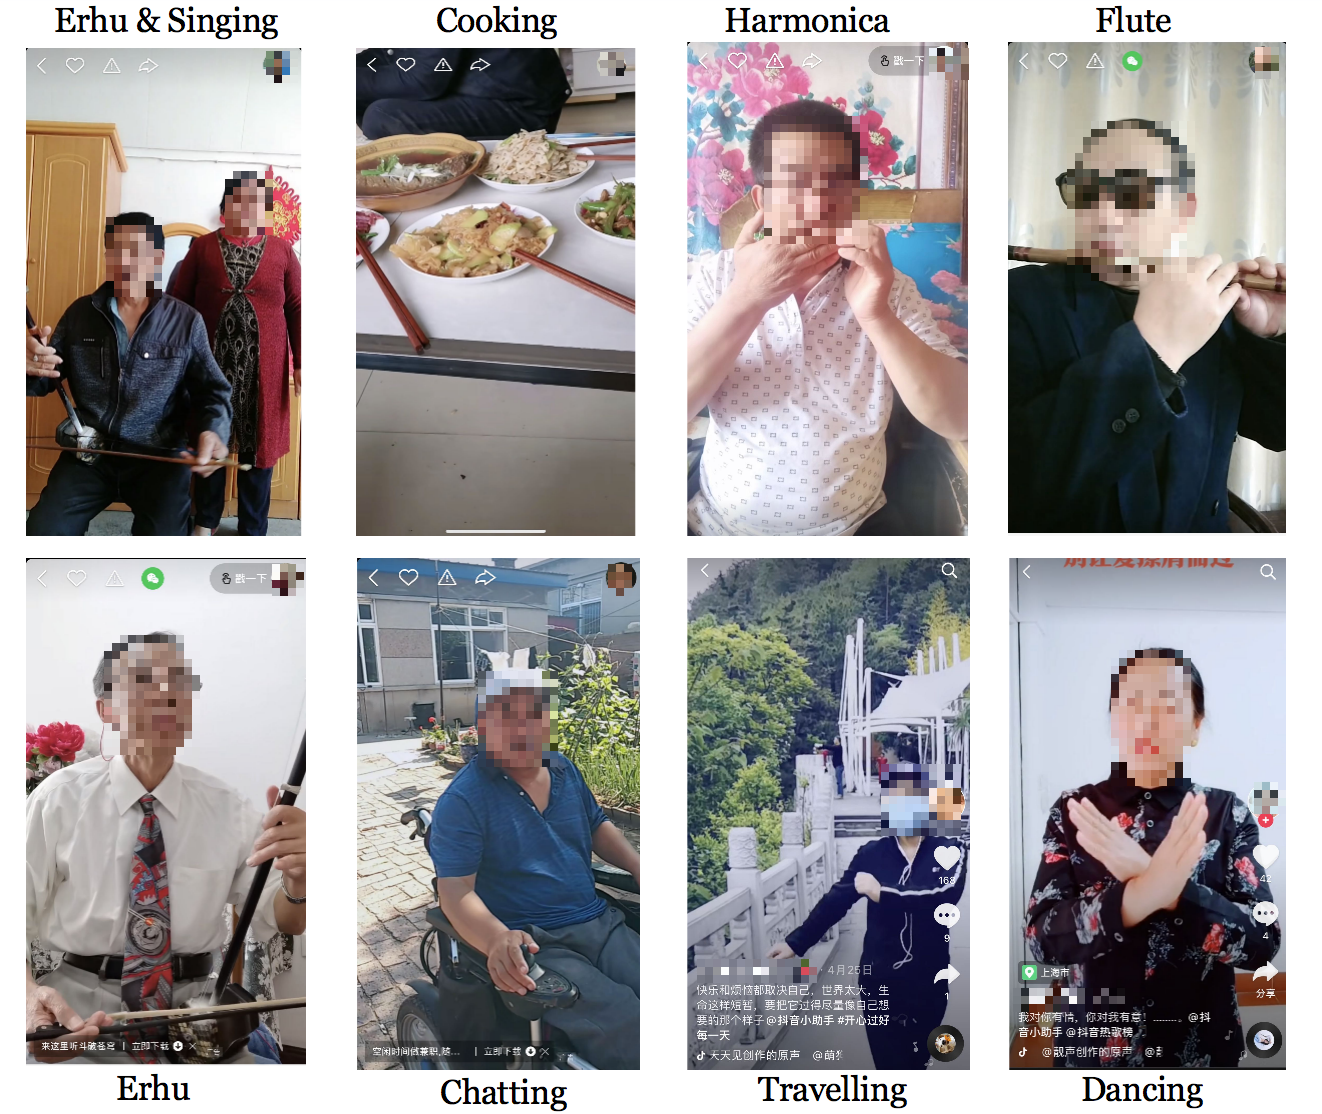 Erhu & Singing
Cooking
Harmonica
Flute
戳一下
戳一下
来这里听斗破苍穹 | 立即下载
空闲时间做兼职,随... | 立即下载
168
9
1
4月25日
快乐和烦恼都取决自己，世界太大，生
命这样短暂，要把它过得尽量像自己想
要的那个样子@抖音小助手 #开心过好
每一天
天天见创作的原声 @萌
42
4
分享
上海市
我对你有情，你对我有意！........。@抖
音小助手 @抖音热歌榜
@靓声创作的原声
Erhu
Chatting
Travelling
Dancing